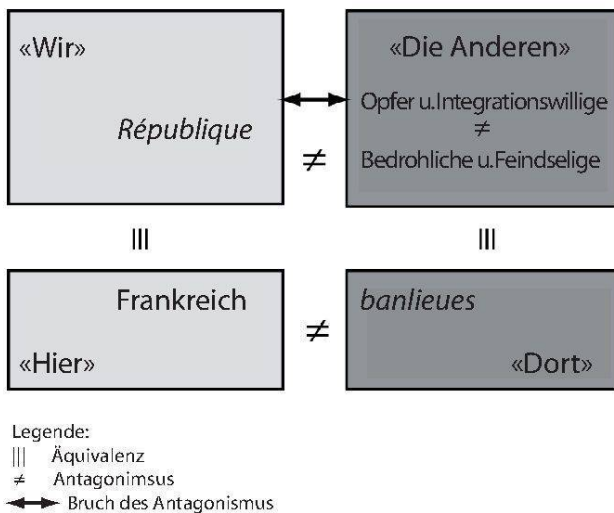 «Wir»
République
«Die Anderen»
Opfer u.Integrationswillige
≠
Bedrohliche u.Feindselige
≠
||| |||
Frankreich
«Hier»
≠
banlieues
«Dort»
Legende:
||| Äquivalenz
≠ Antagonimsus
Bruch des Antagonismus